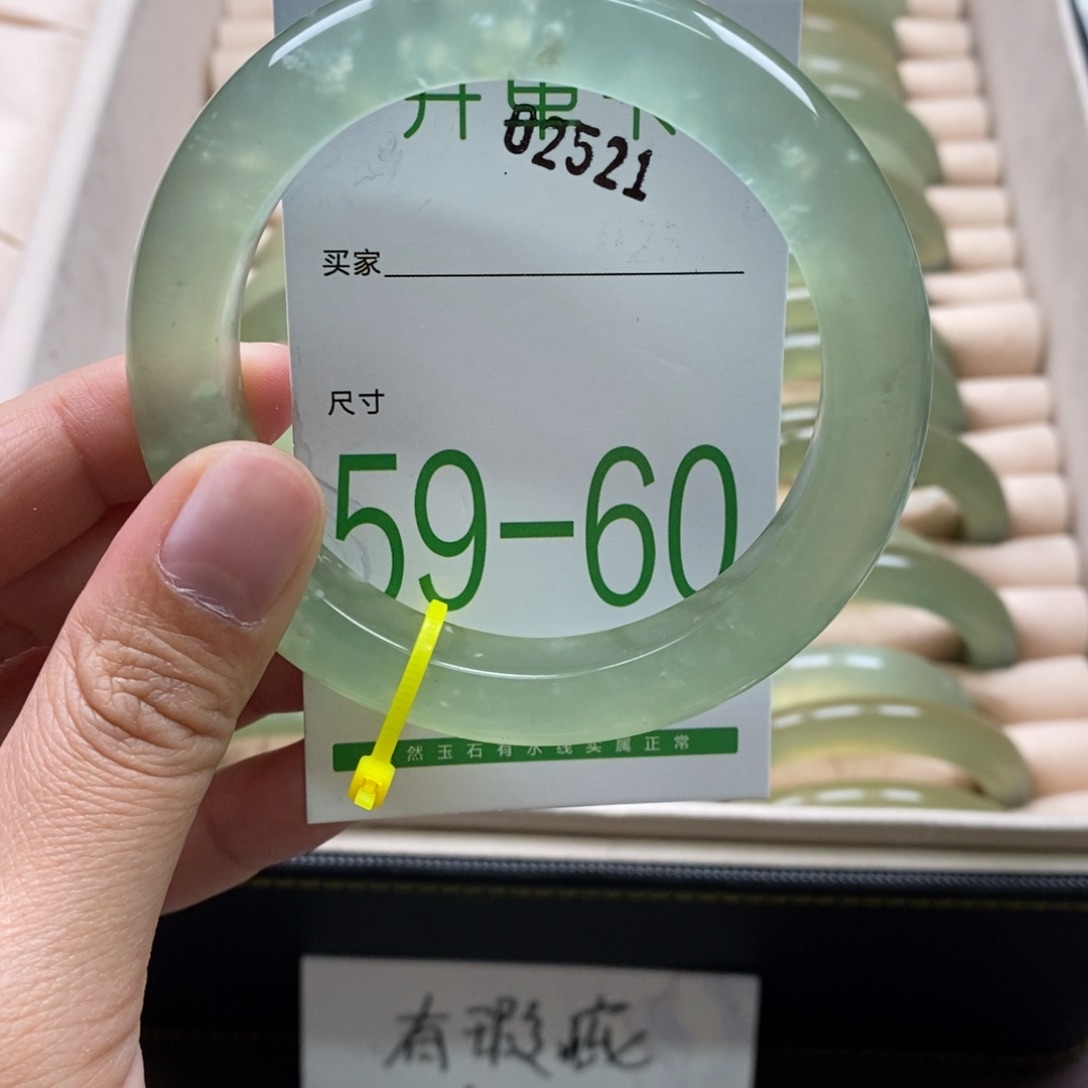 02521
买家
尺寸
59-60
然玉石有水线实属正常
有瑕疵